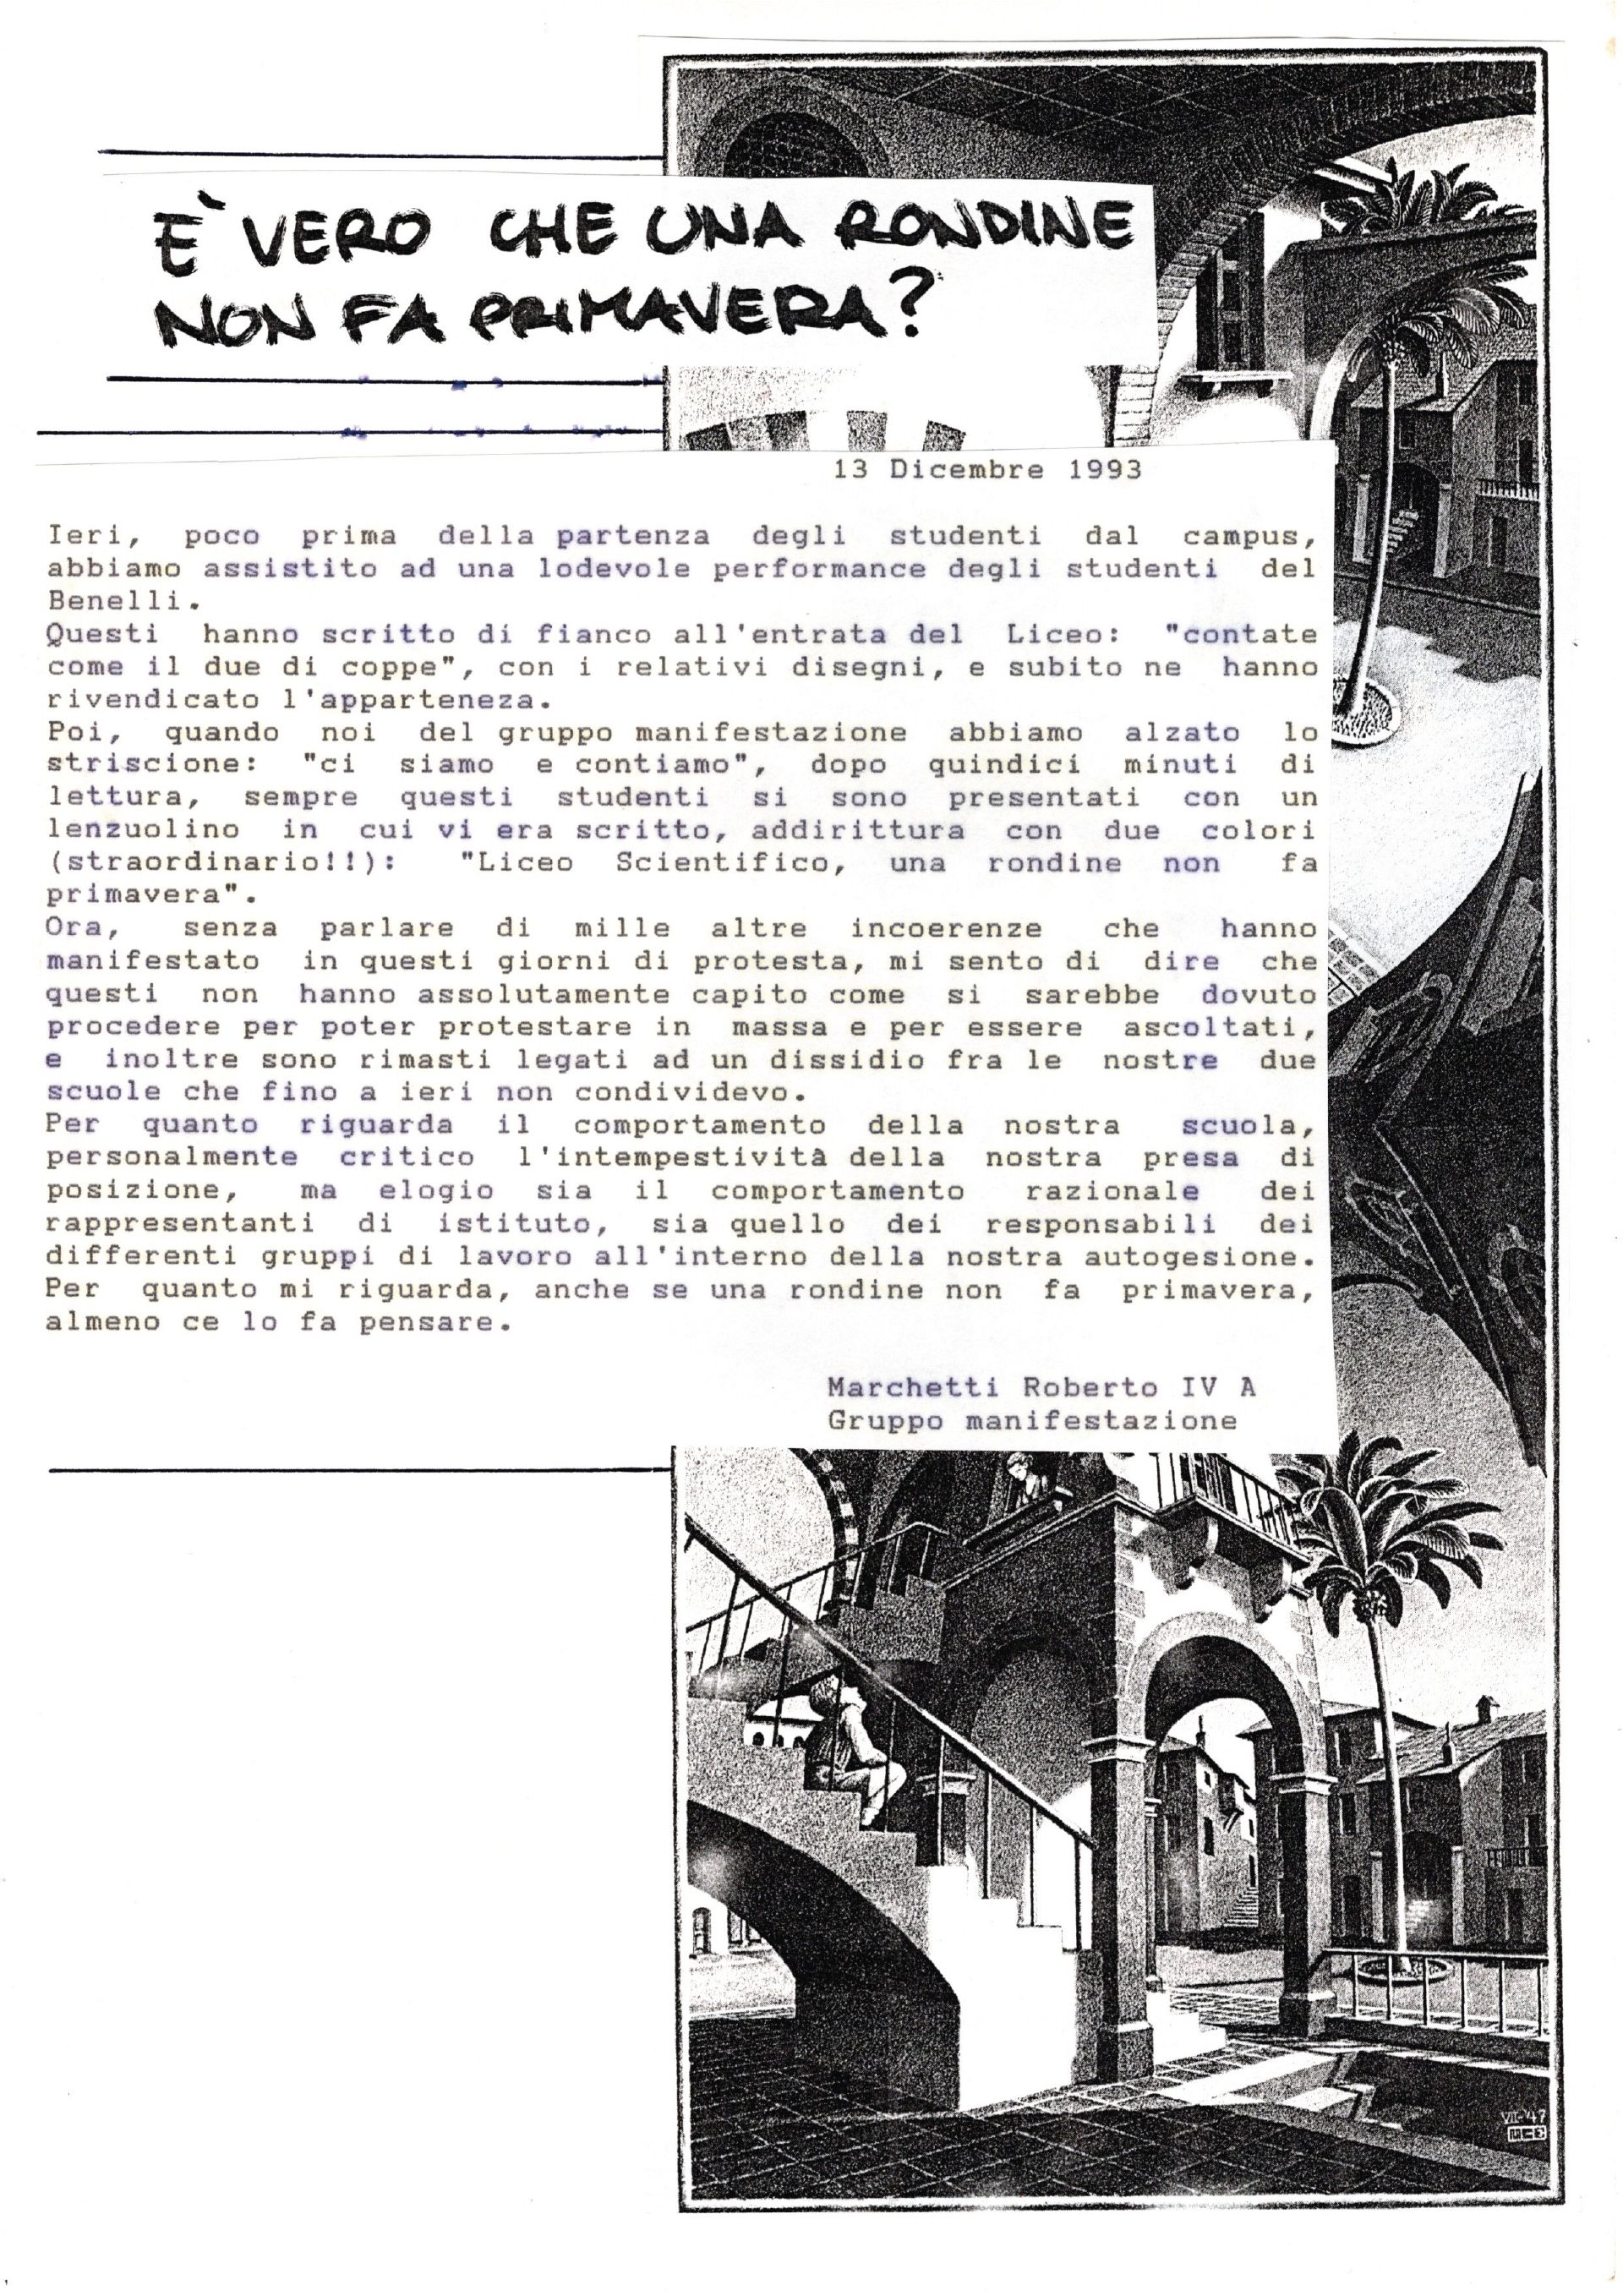 È VERO CHE UNA RONDINE
NON FA PRIMAVERA?
13 Dicembre 1993
Ieri, poco prima della partenza degli studenti dal campus,
abbiamo assistito ad una lodevole performance degli studenti del
Benelli.
Questi hanno scritto di fianco all'entrata del Liceo: "contate
come il due di coppe", con i relativi disegni, e subito ne hanno
rivendicato l'apparteneza.
Poi, quando noi del gruppo manifestazione abbiamo alzato lo
striscione: "ci siamo e contiamo", dopo quindici minuti di
lettura, sempre questi studenti si sono presentati con un
lenzuolino in cui vi era scritto, addirittura con due colori
(straordinario!!): "Liceo Scientifico, una rondine non fa
primavera".
Ora, senza parlare di mille altre incoerenze che hanno
manifestato in questi giorni di protesta, mi sento di dire che
questi non hanno assolutamente capito come si sarebbe dovuto
procedere per poter protestare in massa e per essere ascoltati,
e inoltre sono rimasti legati ad un dissidio fra le nostre due
scuole che fino a ieri non condividevo.
Per quanto riguarda il comportamento della nostra scuola,
personalmente critico l'intempestività della nostra presa di
posizione, ma elogio sia il comportamento razionale dei
rappresentanti di istituto, sia quello dei responsabili dei
differenti gruppi di lavoro all'interno della nostra autogesione.
Per quanto mi riguarda, anche se una rondine non fa primavera,
almeno ce lo fa pensare.
Marchetti Roberto IV A
Gruppo manifestazione
VII-'47
MCE